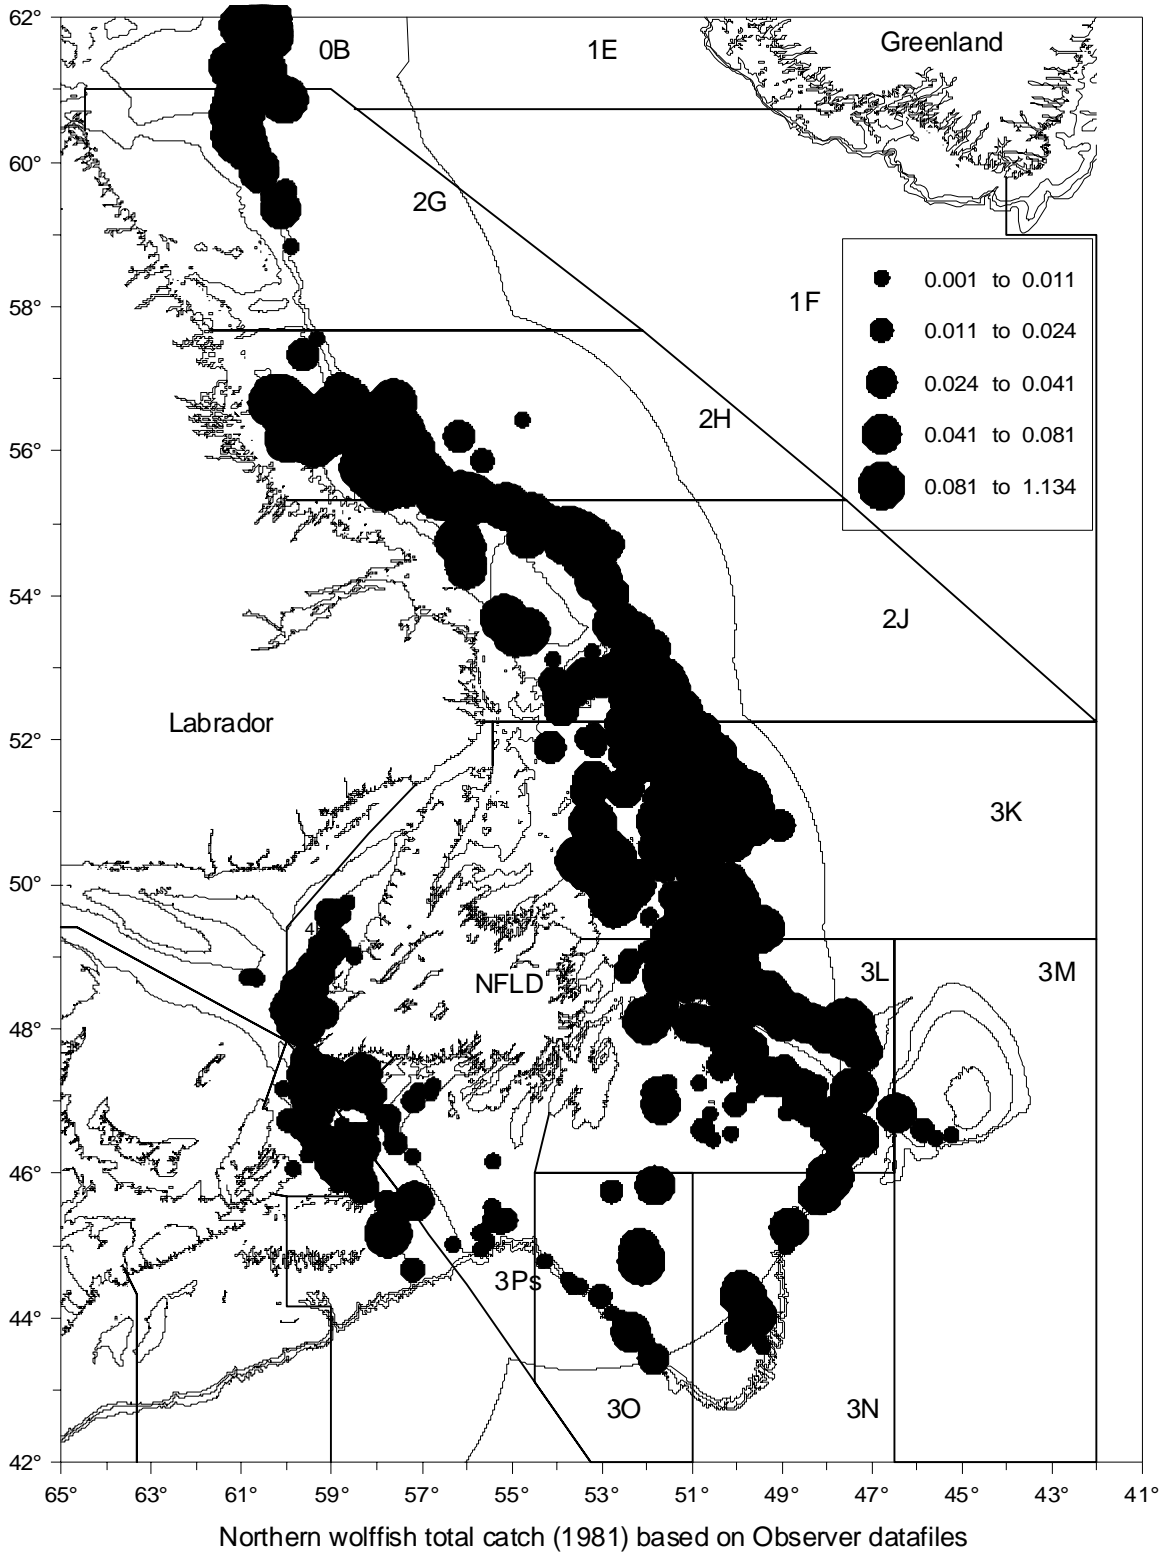 62°
0B
1E
Greenland
60°
2G
58°
1F
0.001 to 0.011
0.011 to 0.024
0.024 to 0.041
0.041 to 0.081
0.081 to 1.134
2H
56°
54°
2J
Labrador
52°
3K
50°
4
NFLD
3L
3M
48°
46°
3Ps
44°
3O
3N
42°
65° 63° 61° 59° 57° 55° 53° 51° 49° 47° 45° 43° 41°
Northern wolffish total catch (1981) based on Observer datafiles